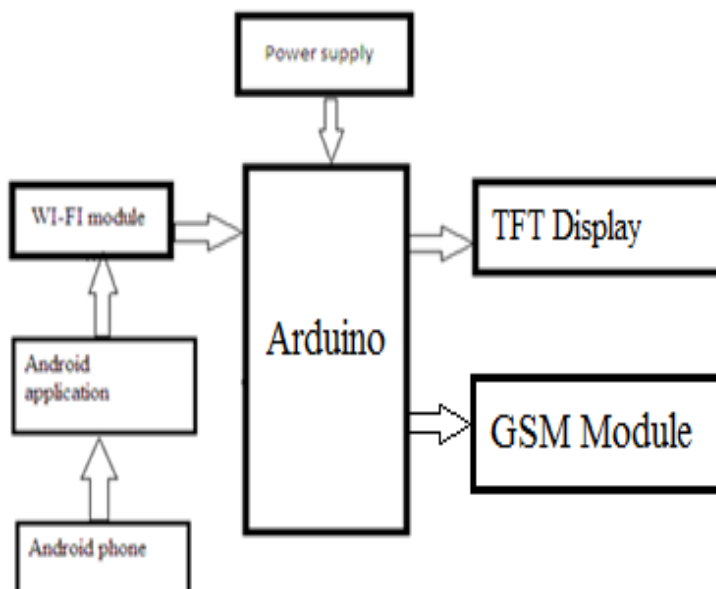 Power supply
WI-FI module
TFT Display
Arduino
Android
application
GSM Module
Android phone